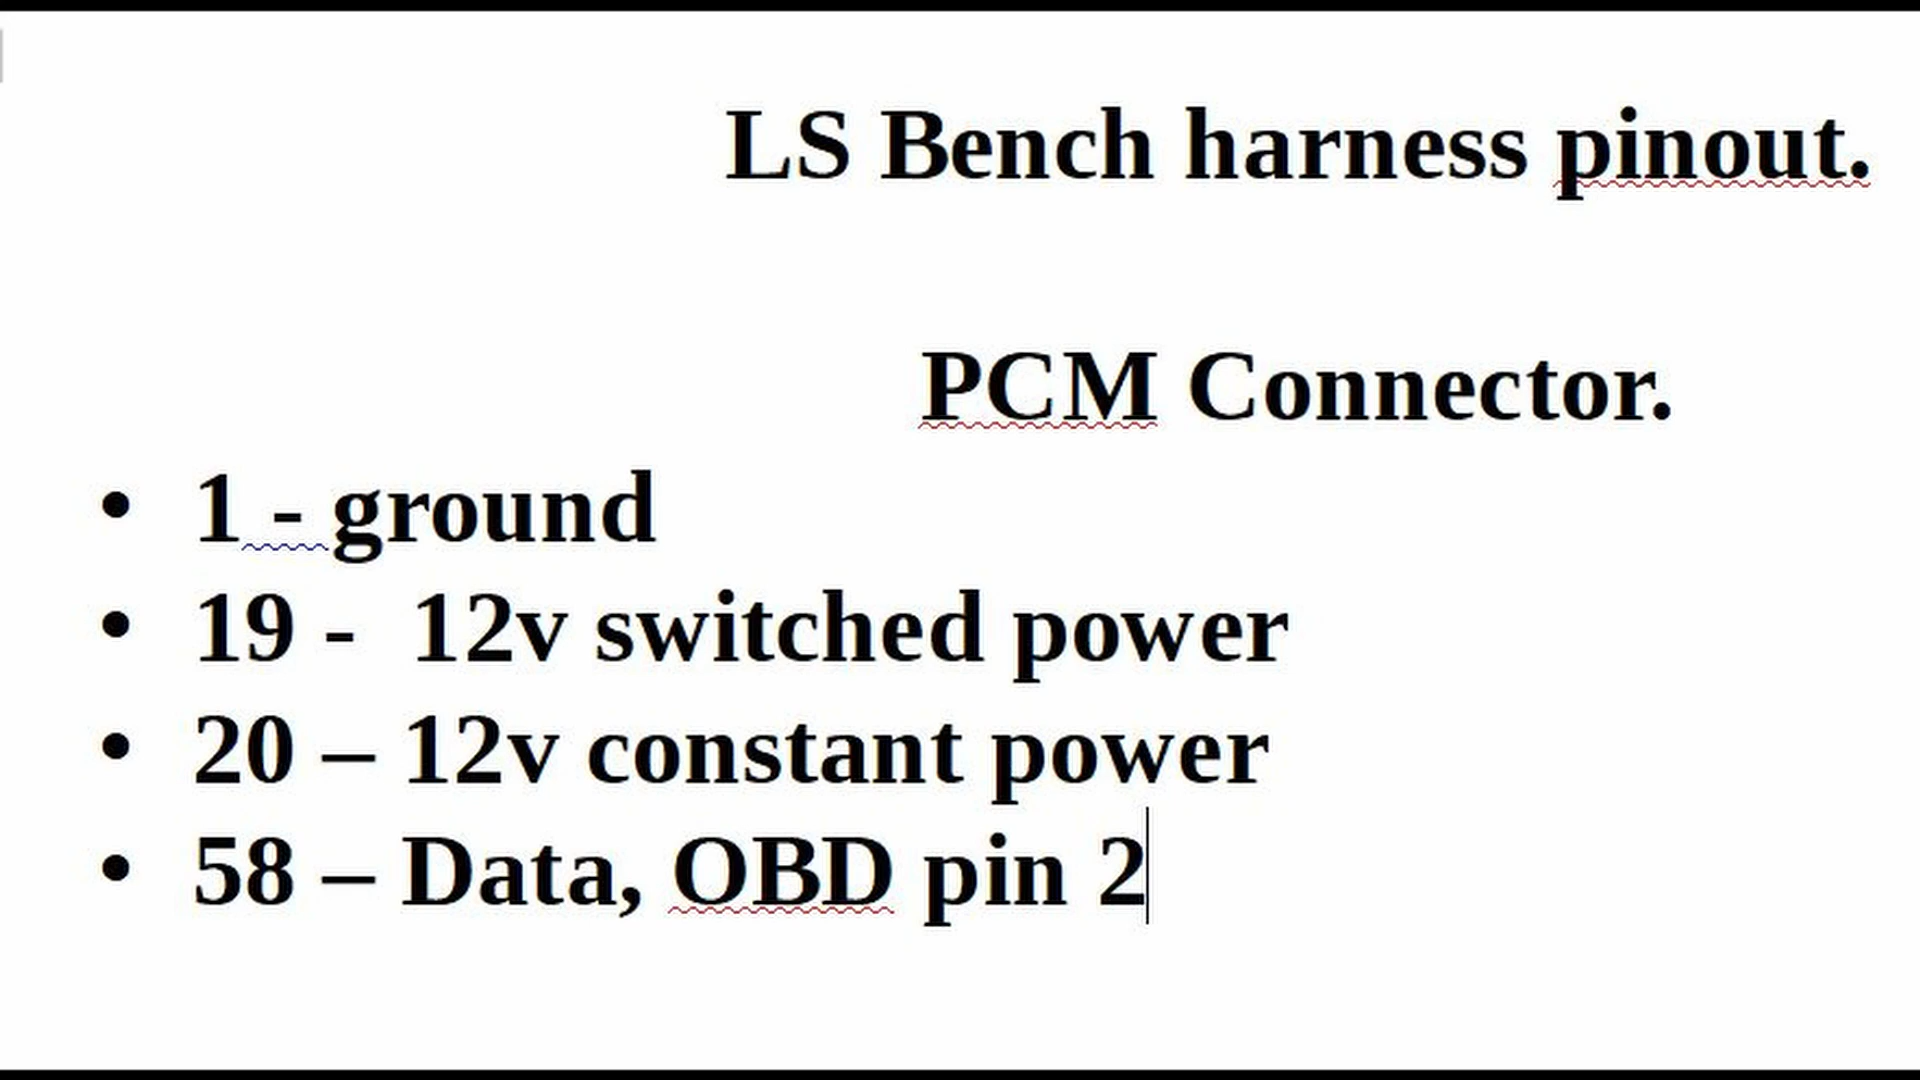 LS Bench harness pinout.
PCM Connector.
• 1 - ground
• 19 -  12v switched power
• 20 – 12v constant power
• 58 – Data, OBD pin 2